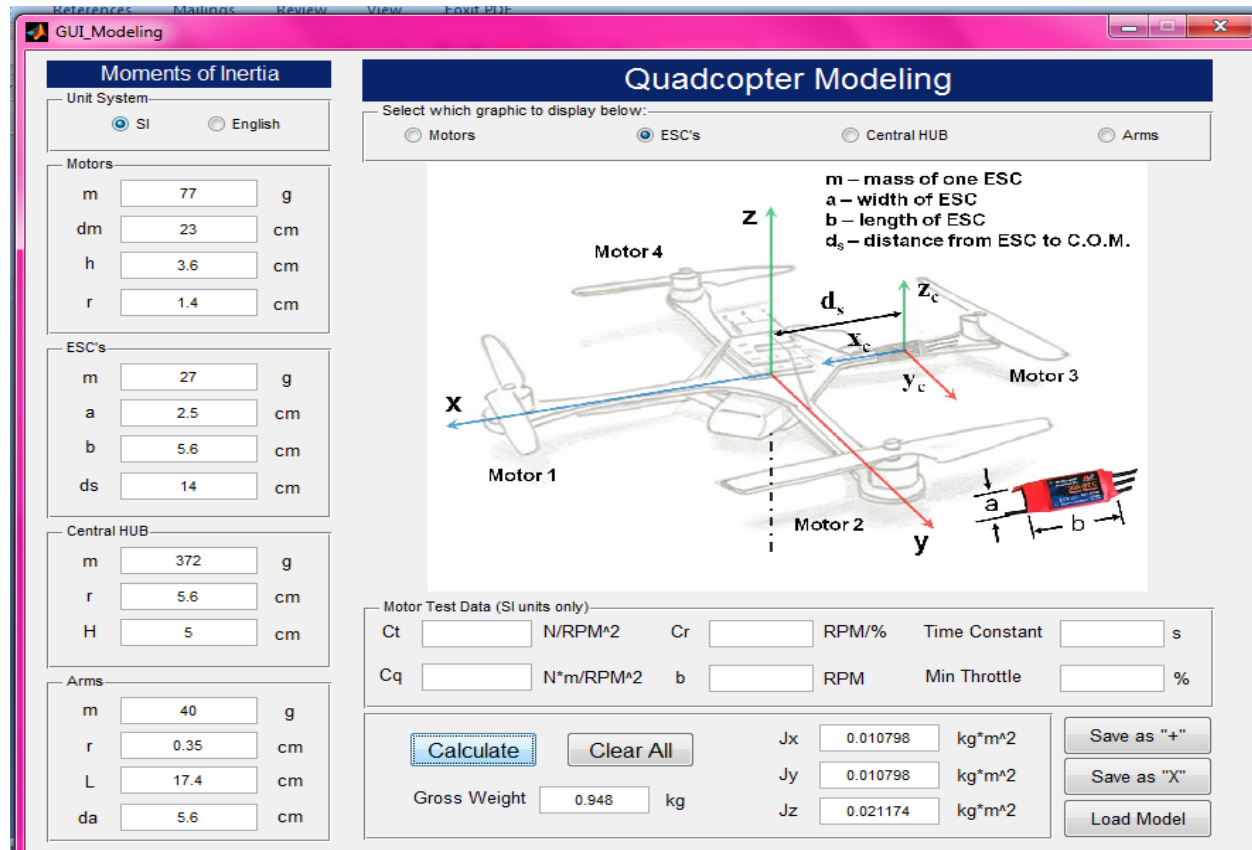 References Mailings Review View Foxit PDF
GUI_Modeling
Moments of Inertia
Unit System
SI English
Motors
m 77 g
dm 23 cm
h 3.6 cm
r 1.4 cm
ESC's
m 27 g
a 2.5 cm
b 5.6 cm
ds 14 cm
Central HUB
m 372 g
r 5.6 cm
H 5 cm
Arms
m 40 g
r 0.35 cm
L 17.4 cm
da 5.6 cm
Quadcopter Modeling
Select which graphic to display below:
Motors ESC's Central HUB Arms
m – mass of one ESC
a – width of ESC
b – length of ESC
ds – distance from ESC to C.O.M.
z
Motor 4
ds
zc
xc
yc
Motor 3
x
Motor 1
Motor 2
y
a
b
Motor Test Data (SI units only)
Ct N/RPM^2 Cr RPM/% Time Constant s
Cq N*m/RPM^2 b RPM Min Throttle %
Calculate Clear All
Gross Weight 0.948 kg
Jx 0.010798 kg*m^2
Jy 0.010798 kg*m^2
Jz 0.021174 kg*m^2
Save as "+"
Save as "X"
Load Model